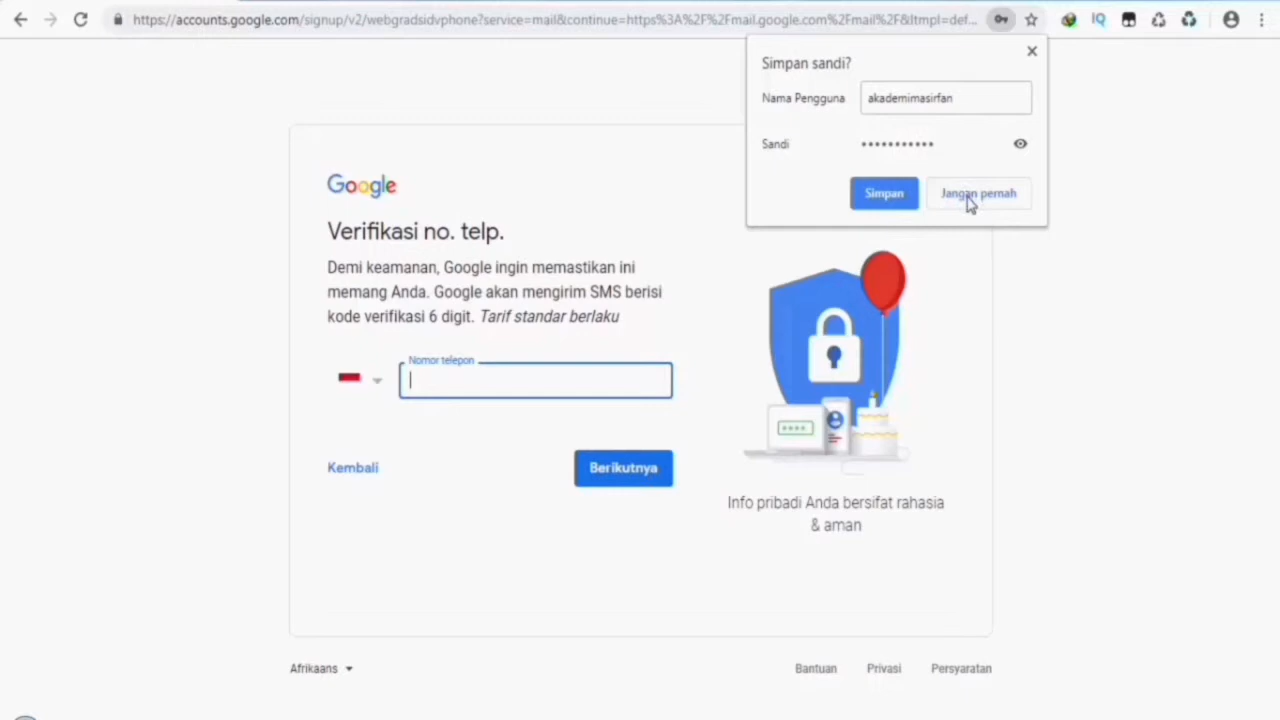 https://accounts.google.com/signup/v2/webgradsidvphone?service=mail&continue=https%3A%2F%2Fmail.google.com%2Fmail%2F&ltmpl=def...
IQ
Simpan sandi?
Nama Pengguna
akademimasirfan
Sandi
•••••••••••
Simpan
Jangan pernah
Google
Verifikasi no. telp.
Demi keamanan, Google ingin memastikan ini
memang Anda. Google akan mengirim SMS berisi
kode verifikasi 6 digit. Tarif standar berlaku
Nomor telepon
Kembali
Berikutnya
Info pribadi Anda bersifat rahasia
& aman
Afrikaans
Bantuan
Privasi
Persyaratan